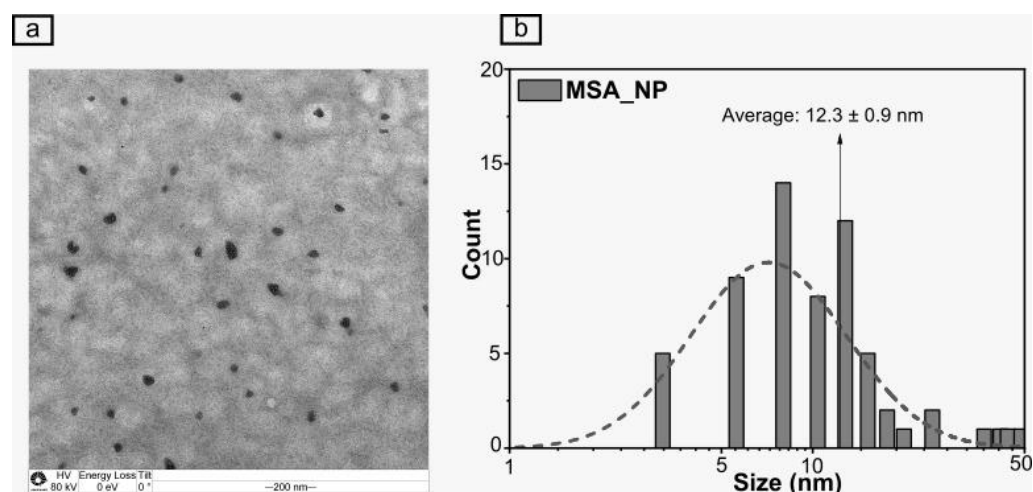 a
b
20
15
10
5
0
Count
MSA_NP
Average: 12.3 ± 0.9 nm
1
5
10
50
Size (nm)
HV
Energy Loss
Tilt
80 kV
0 eV
0 °
—200 nm—